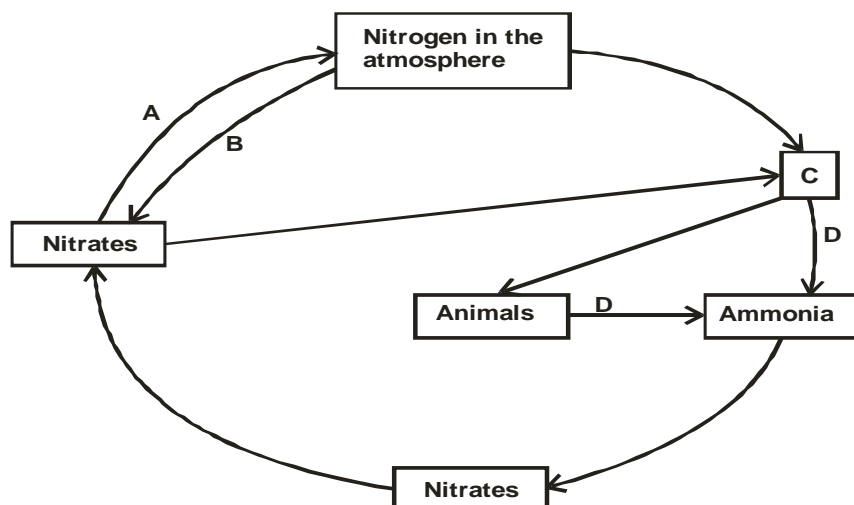 Nitrogen in the
atmosphere
A
B
C
Nitrates
D
Animals
D
Ammonia
Nitrates